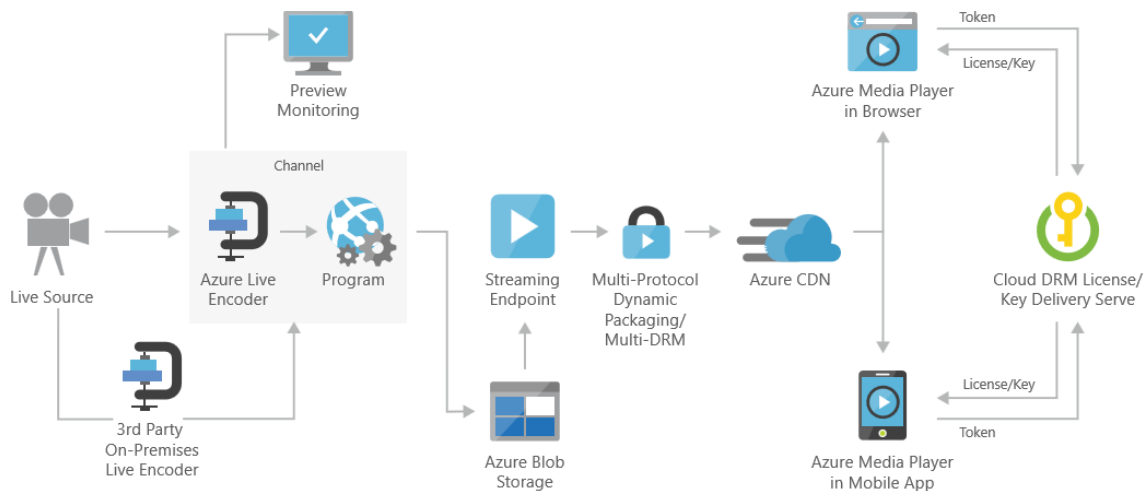 Preview
Monitoring
Channel
Live Source
Azure Live
Encoder
Program
3rd Party
On-Premises
Live Encoder
Streaming
Endpoint
Azure Blob
Storage
Multi-Protocol
Dynamic
Packaging/
Multi-DRM
Azure CDN
Azure Media Player
in Browser
Token
License/Key
Cloud DRM License/
Key Delivery Serve
License/Key
Token
Azure Media Player
in Mobile App